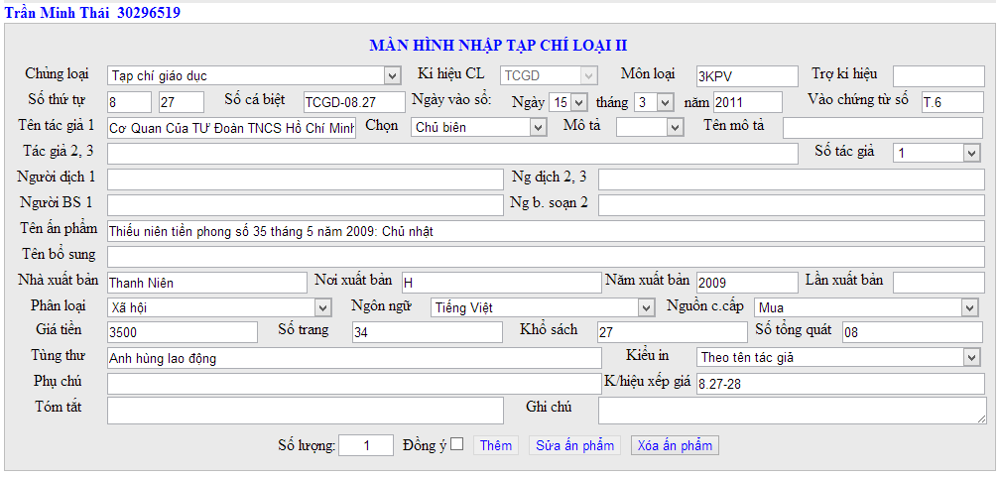 Trần Minh Thái 30296519
MÀN HÌNH NHẬP TẠP CHÍ LOẠI II
Chủng loại Tạp chí giáo dục Kí hiệu CL TCGD Môn loại 3KPV Trợ kí hiệu
Số thứ tự 8 27 Số cá biệt TCGD-08.27 Ngày vào sổ: Ngày 15 tháng 3 năm 2011 Vào chứng từ số T.6
Tên tác giả 1 Cơ Quan Của TƯ Đoàn TNCS Hồ Chí Minh Chọn Chủ biên Mô tả Tên mô tả
Tác giả 2, 3 Số tác giả 1
Người dịch 1 Ng dịch 2, 3
Người BS 1 Ng b. soạn 2
Tên ấn phẩm Thiếu niên tiền phong số 35 tháng 5 năm 2009: Chủ nhật
Tên bổ sung
Nhà xuất bản Thanh Niên Nơi xuất bản H Năm xuất bản 2009 Lần xuất bản
Phân loại Xã hội Ngôn ngữ Tiếng Việt Nguồn c.cấp Mua
Giá tiền 3500 Số trang 34 Khổ sách 27 Số tổng quát 08
Tùng thư Anh hùng lao động Kiểu in Theo tên tác giả
Phụ chú K/hiệu xếp giá 8.27-28
Tóm tắt Ghi chú
Số lượng: 1 Đồng ý Thêm Sửa ấn phẩm Xóa ấn phẩm